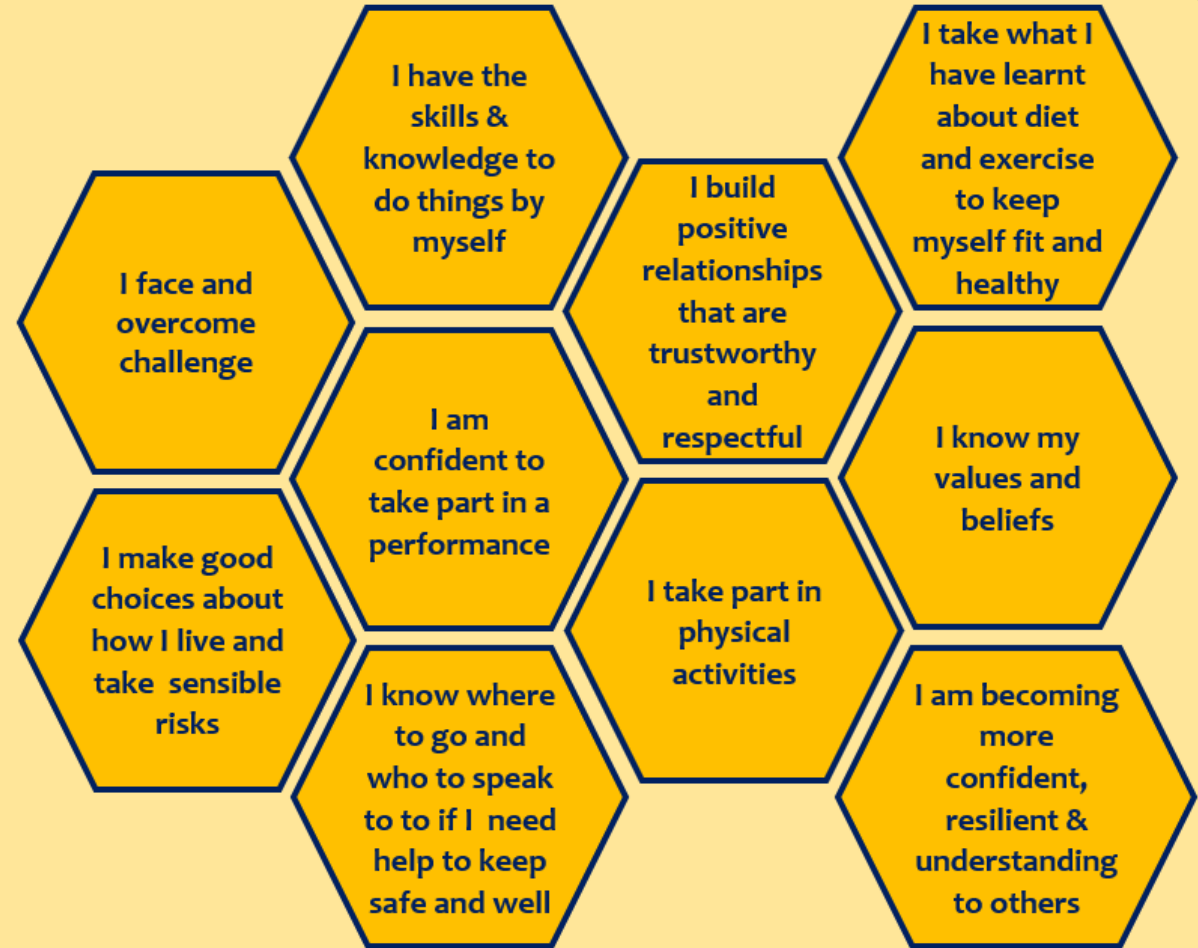 I have the
skills &
knowledge to
do things by
myself
I take what I
have learnt
about diet
and exercise
to keep
myself fit and
healthy
I face and
overcome
challenge
I build
positive
relationships
that are
trustworthy
and
respectful
I am
confident to
take part in a
performance
I know my
values and
beliefs
I make good
choices about
how I live and
take  sensible
risks
I take part in
physical
activities
I know where
to go and
who to speak
to to if I  need
help to keep
safe and well
I am becoming
more
confident,
resilient &
understanding
to others